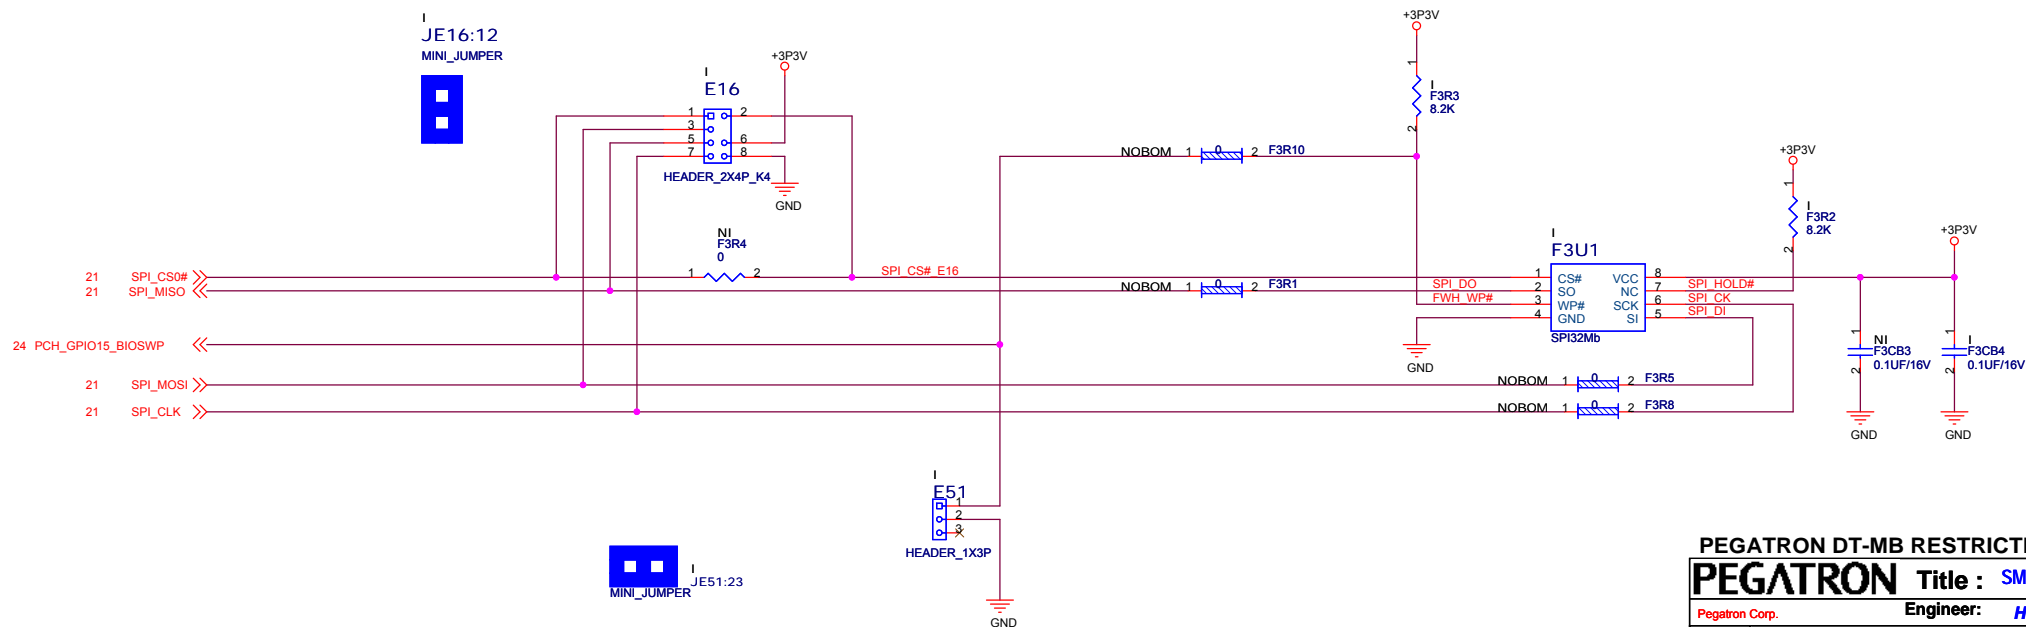 I
JE16:12
MINI_JUMPER
I
E16
+3P3V
1 2
3
5 6
7 8
HEADER_2X4P_K4
GND
+3P3V
1
I
F3R3
8.2K
2
NOBOM 1 0 2 F3R10
+3P3V
1
I
F3R2
8.2K
2
NI
F3R4
0
1 2
SPI_CS#_E16
21 SPI_CS0#
21 SPI_MISO
NOBOM 1 0 2 F3R1
SPI_DO
FWH_WP#
I
F3U1
1 CS# VCC 8
2 SO NC 7
3 WP# SCK 6
4 GND SI 5
SPI32Mb
SPI_HOLD#
SPI_CK
SPI_DI
GND
+3P3V
1
NI
F3CB3
0.1UF/16V
2
GND
1
I
F3CB4
0.1UF/16V
2
GND
24 PCH_GPIO15_BIOSWP
21 SPI_MOSI
NOBOM 1 0 2 F3R5
21 SPI_CLK
NOBOM 1 0 2 F3R8
I
E51
1
2
3
HEADER_1X3P
GND
I
JE51:23
MINI_JUMPER
PEGATRON DT-MB RESTRICT
PEGATRON Title : SM
Pegatron Corp. Engineer: H